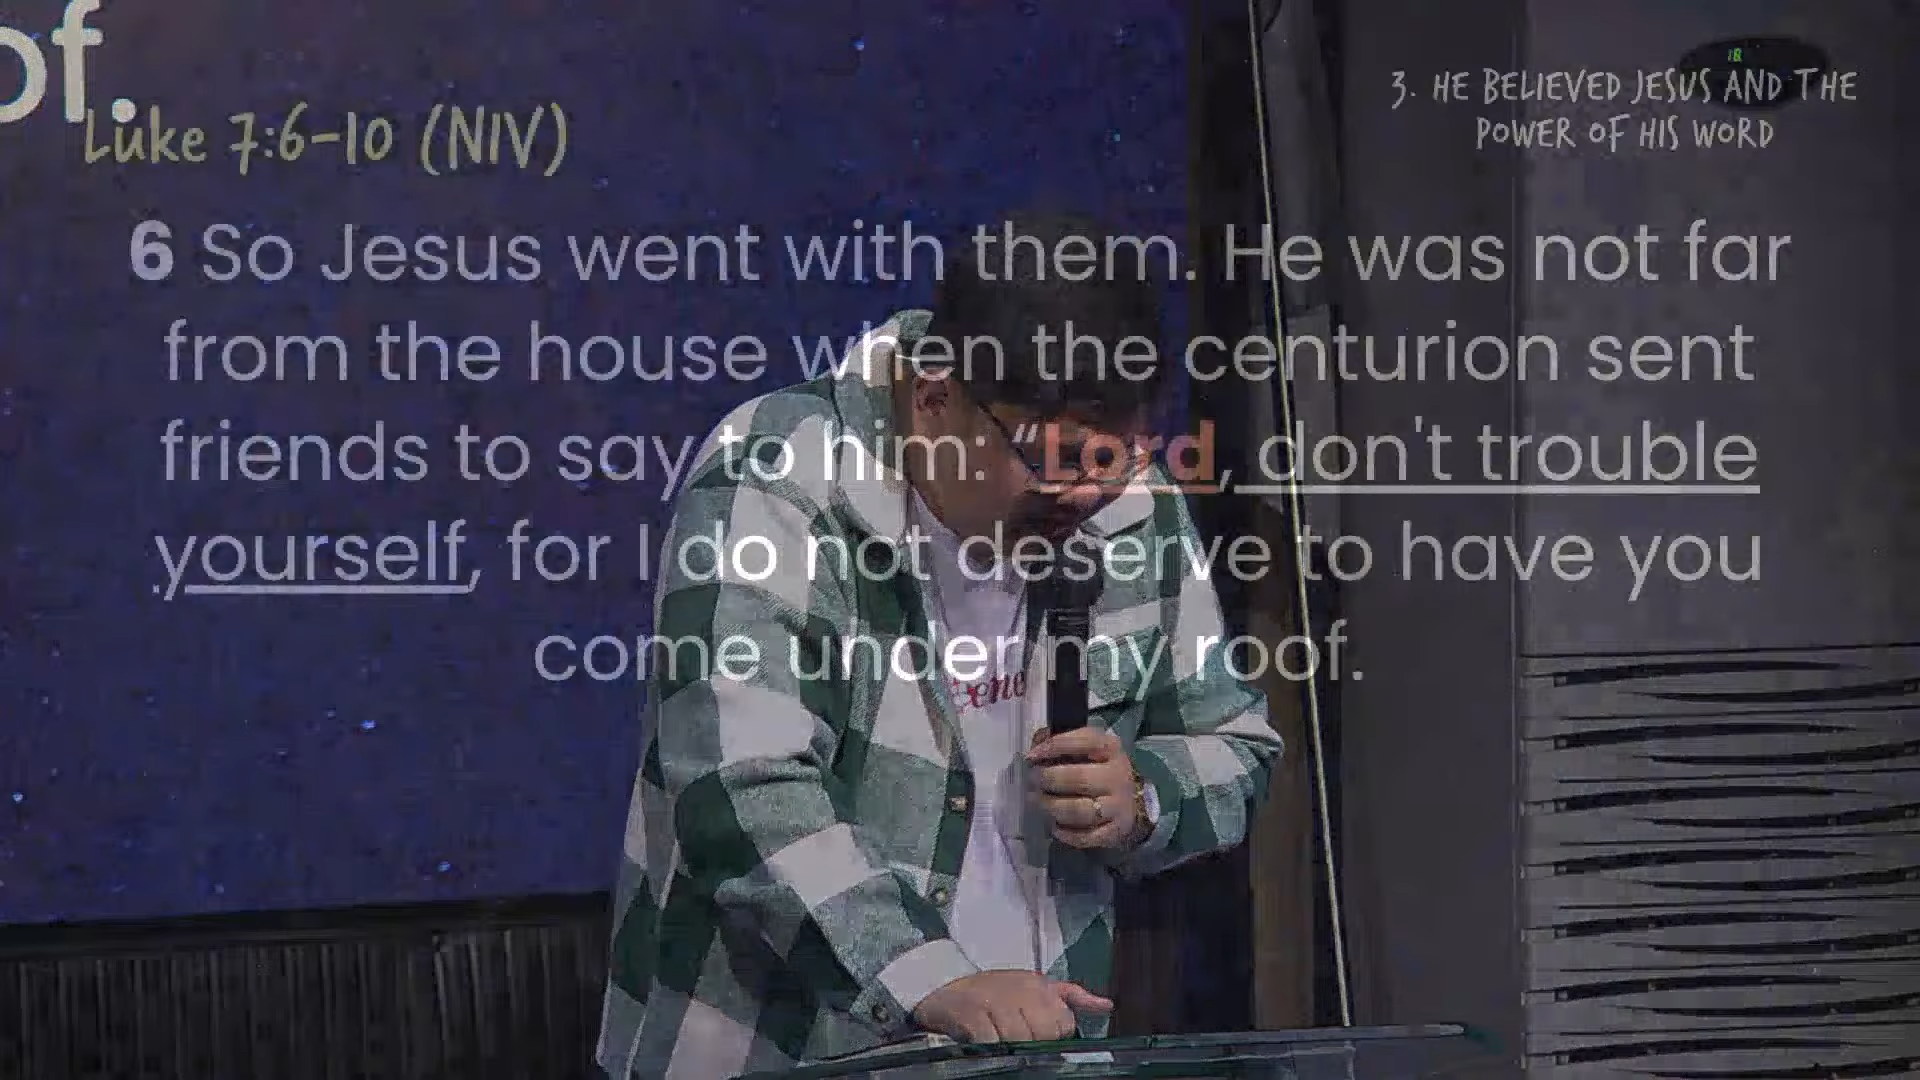 of.
Luke 7:6-10 (NIV)
3. HE BELIEVED JESUS AND THE
POWER OF HIS WORD
6 So Jesus went with them. He was not far
from the house when the centurion sent
friends to say to him: “Lord, don't trouble
yourself, for I do not deserve to have you
come under my roof.